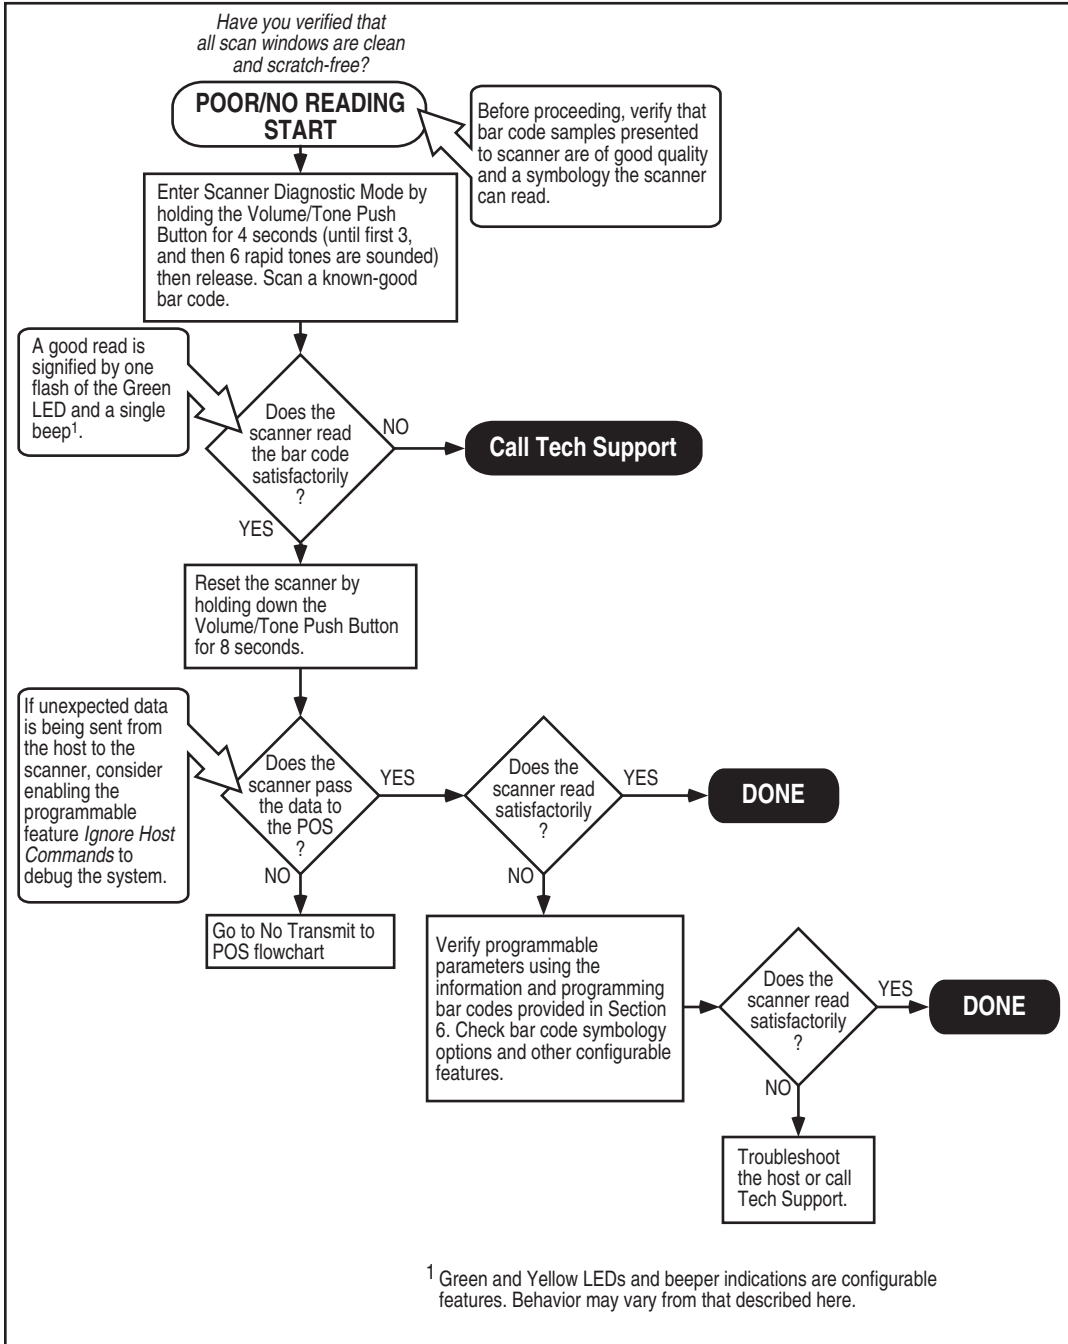 Have you verified that
all scan windows are clean
and scratch-free?
POOR/NO READING
START
Before proceeding, verify that
bar code samples presented
to scanner are of good quality
and a symbology the scanner
can read.
Enter Scanner Diagnostic Mode by
holding the Volume/Tone Push
Button for 4 seconds (until first 3,
and then 6 rapid tones are sounded)
then release. Scan a known-good
bar code.
A good read is
signified by one
flash of the Green
LED and a single
beep1.
Does the
scanner read
the bar code
satisfactorily
?
NO
Call Tech Support
YES
Reset the scanner by
holding down the
Volume/Tone Push Button
for 8 seconds.
If unexpected data
is being sent from
the host to the
scanner, consider
enabling the
programmable
feature Ignore Host
Commands to
debug the system.
Does the
scanner pass
the data to
the POS
?
YES
Does the
scanner read
satisfactorily
?
YES
DONE
NO
Go to No Transmit to
POS flowchart
NO
Verify programmable
parameters using the
information and programming
bar codes provided in Section
6. Check bar code symbology
options and other configurable
features.
Does the
scanner read
satisfactorily
?
YES
DONE
NO
Troubleshoot
the host or call
Tech Support.
1 Green and Yellow LEDs and beeper indications are configurable
features. Behavior may vary from that described here.